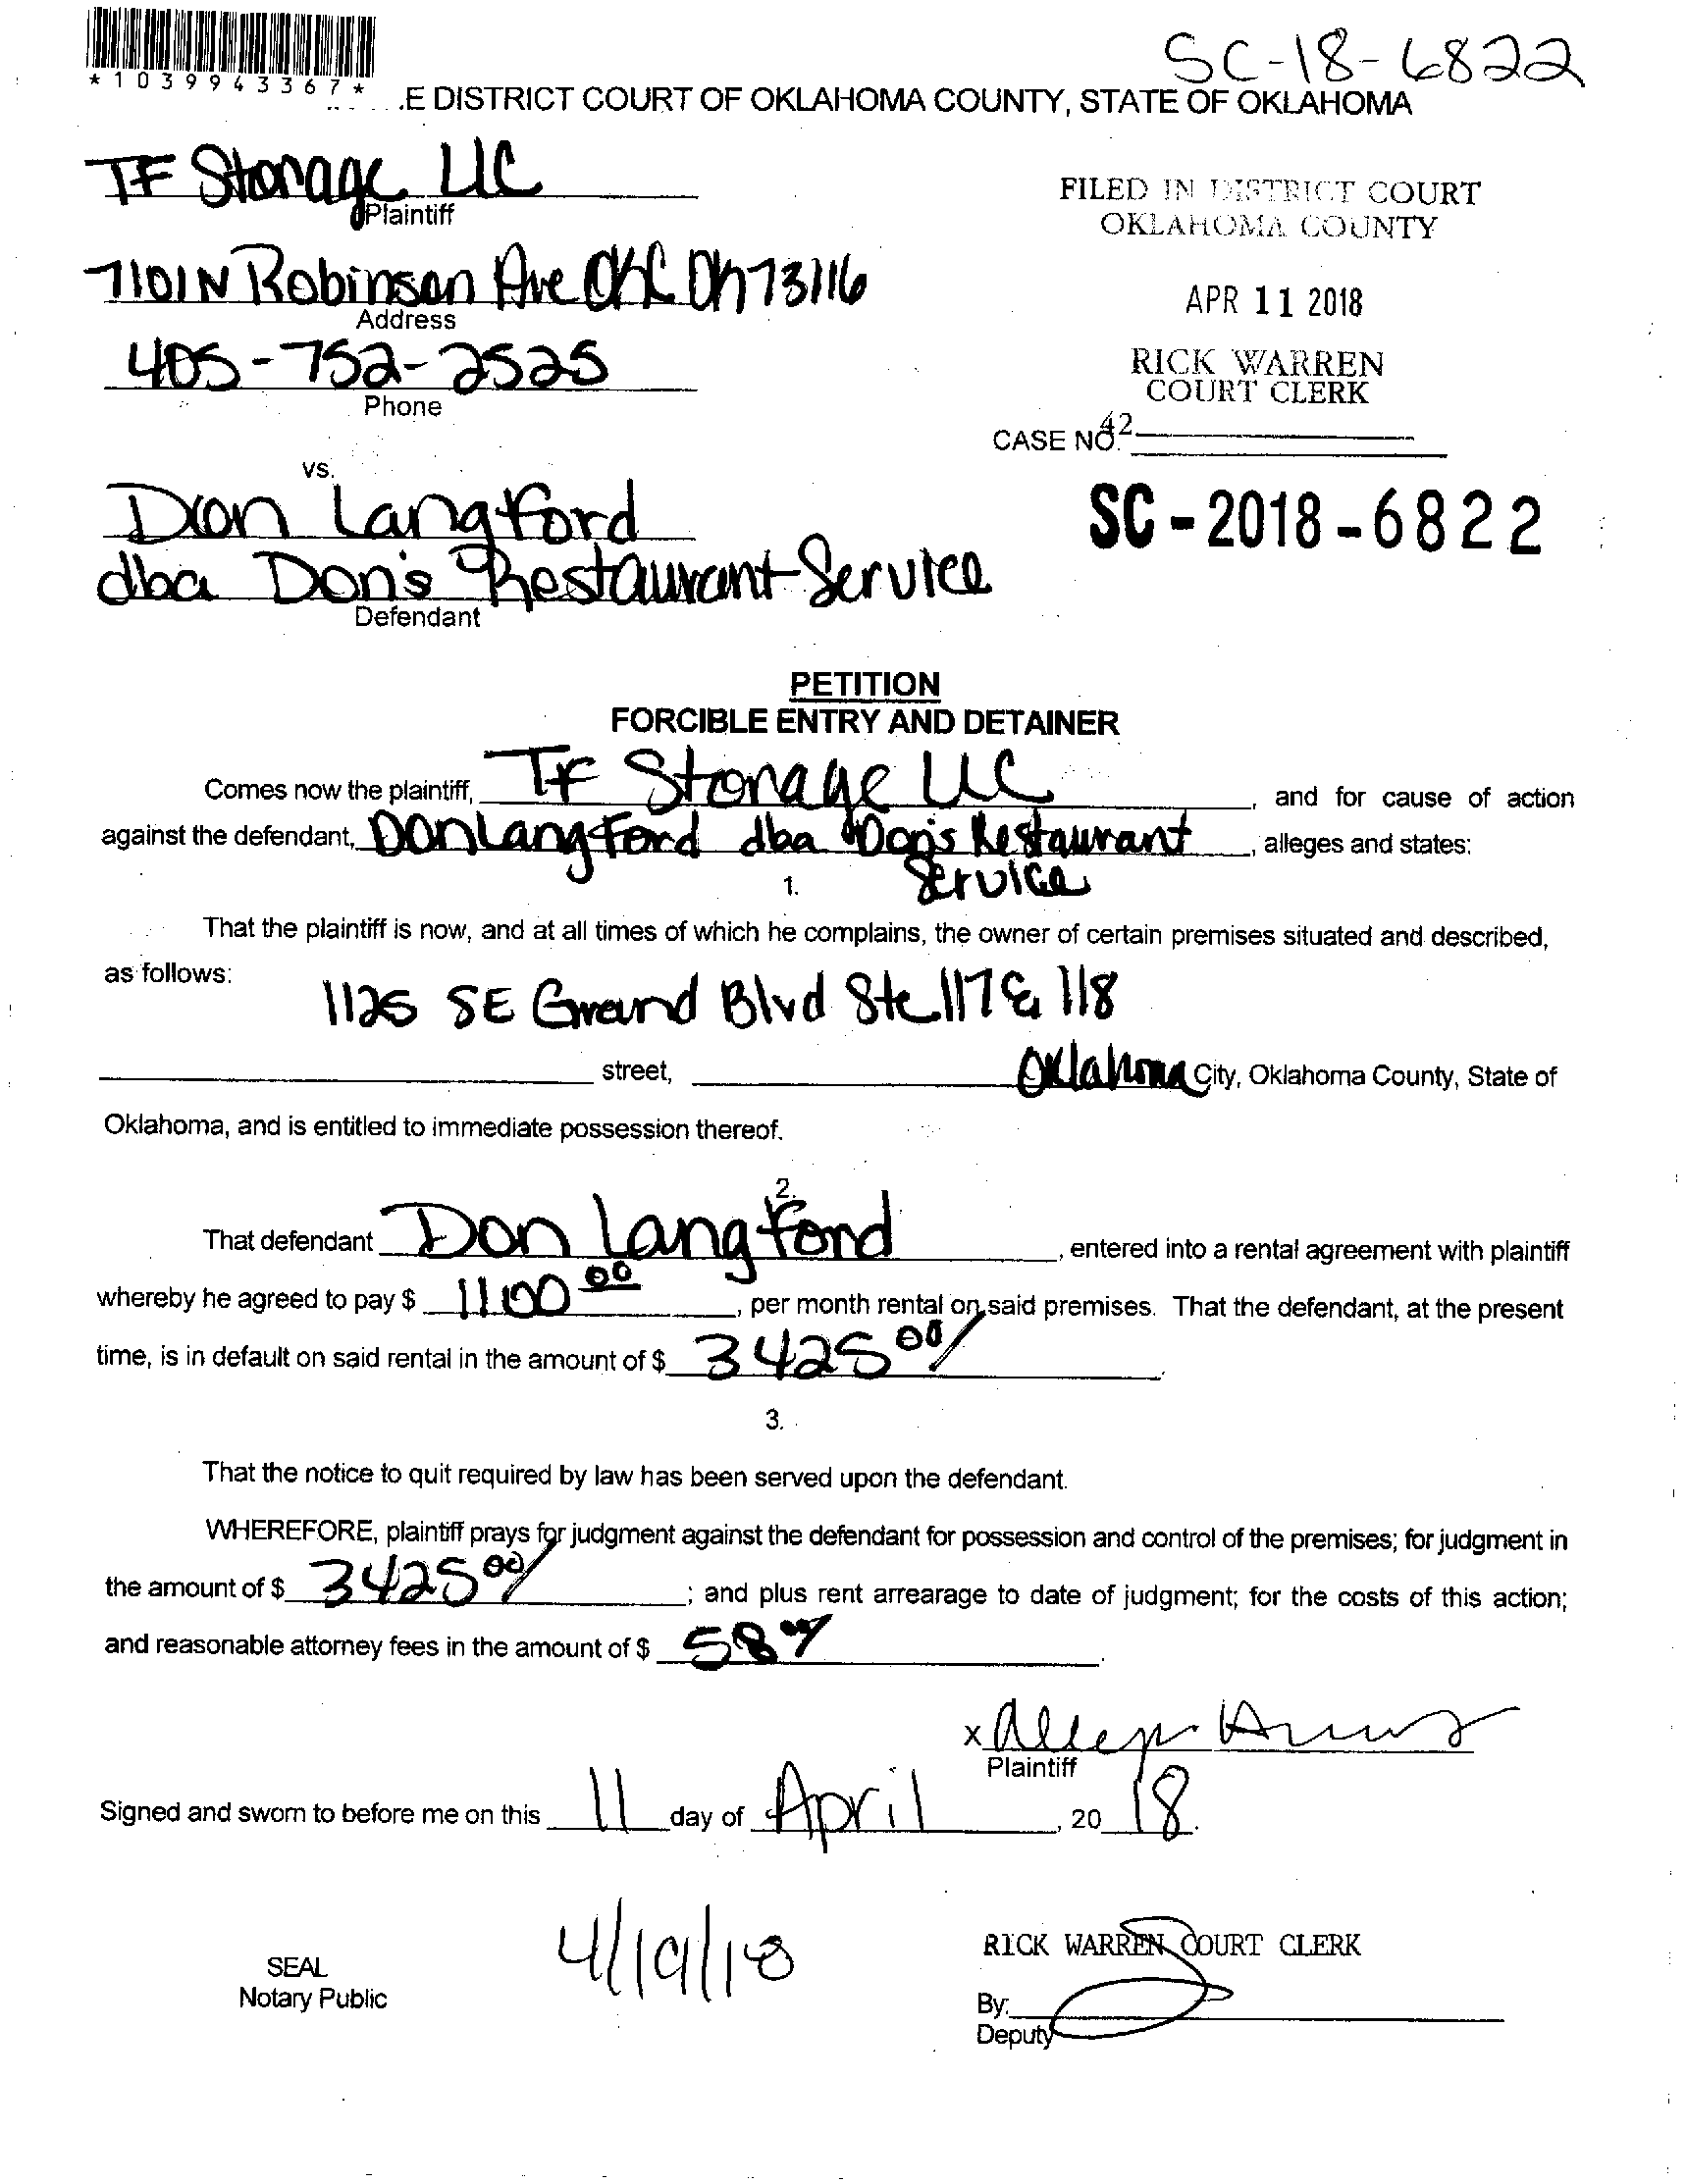 SC-18-6822
*1039943367*
.E DISTRICT COURT OF OKLAHOMA COUNTY, STATE OF OKLAHOMA
TF Storage LLC
Plaintiff
FILED IN DISTRICT COURT
OKLAHOMA COUNTY
7101 N Robinson Ave OKC OK 73116
Address
APR 11 2018
405-752-2525
Phone
RICK WARREN
COURT CLERK
CASE NO.
42
vs.
Don Langford
SC-2018-6822
dba Don's Restaurant Service
Defendant
PETITION
FORCIBLE ENTRY AND DETAINER
Comes now the plaintiff, TF Storage LLC, and for cause of action
against the defendant, Don Langford dba Don's Restaurant, alleges and states:
Service
1.
That the plaintiff is now, and at all times of which he complains, the owner of certain premises situated and described,
as follows:
1125 SE Grand Blvd Ste 117 & 118
street, Oklahoma City, Oklahoma County, State of
Oklahoma, and is entitled to immediate possession thereof.
2.
That defendant Don Langford, entered into a rental agreement with plaintiff
whereby he agreed to pay $ 1100 00, per month rental on said premises. That the defendant, at the present
time, is in default on said rental in the amount of $ 3425 00/.
3.
That the notice to quit required by law has been served upon the defendant.
WHEREFORE, plaintiff prays for judgment against the defendant for possession and control of the premises; for judgment in
the amount of $ 3425 00/; and plus rent arrearage to date of judgment; for the costs of this action;
and reasonable attorney fees in the amount of $ 58 00/.
x Allen
Plaintiff
Signed and sworn to before me on this 11 day of April, 20 18.
4/19/18
RICK WARREN COURT CLERK
SEAL
Notary Public
By:
Deputy